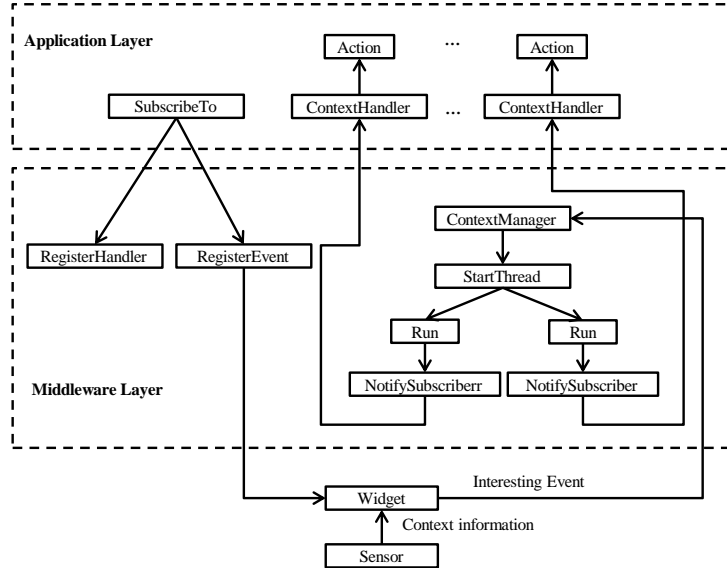 Application Layer
Action
...
Action
SubscribeTo
ContextHandler
...
ContextHandler
ContextManager
RegisterHandler
RegisterEvent
StartThread
Run
Run
NotifySubscriberr
NotifySubscriber
Middleware Layer
Interesting Event
Widget
Context information
Sensor